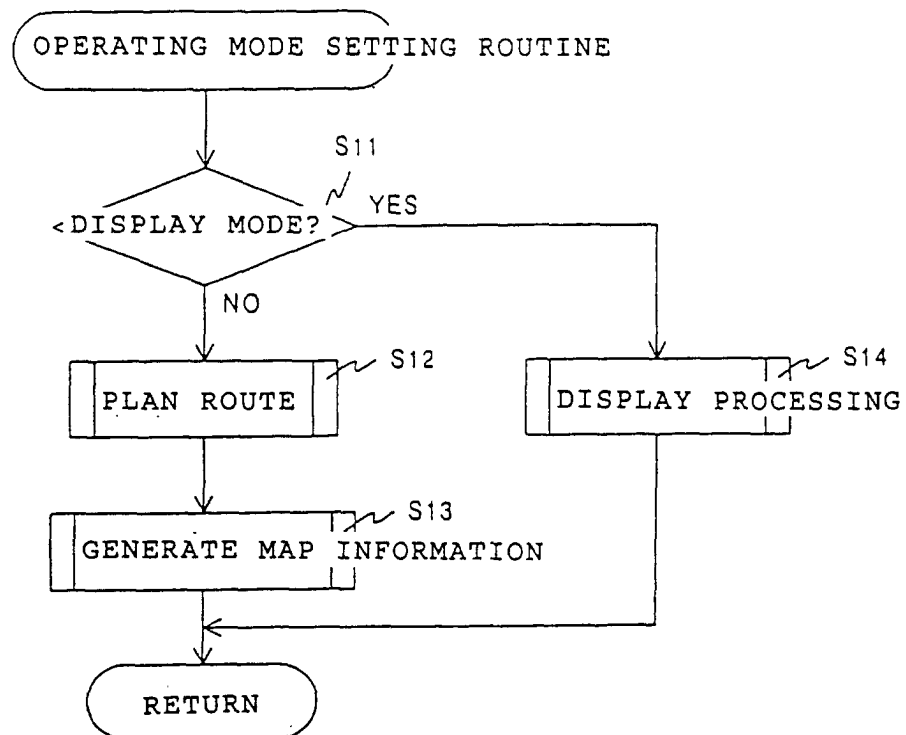 OPERATING MODE SETTING ROUTINE
S11
DISPLAY MODE?
YES
NO
S12
PLAN ROUTE
S14
DISPLAY PROCESSING
S13
GENERATE MAP INFORMATION
RETURN